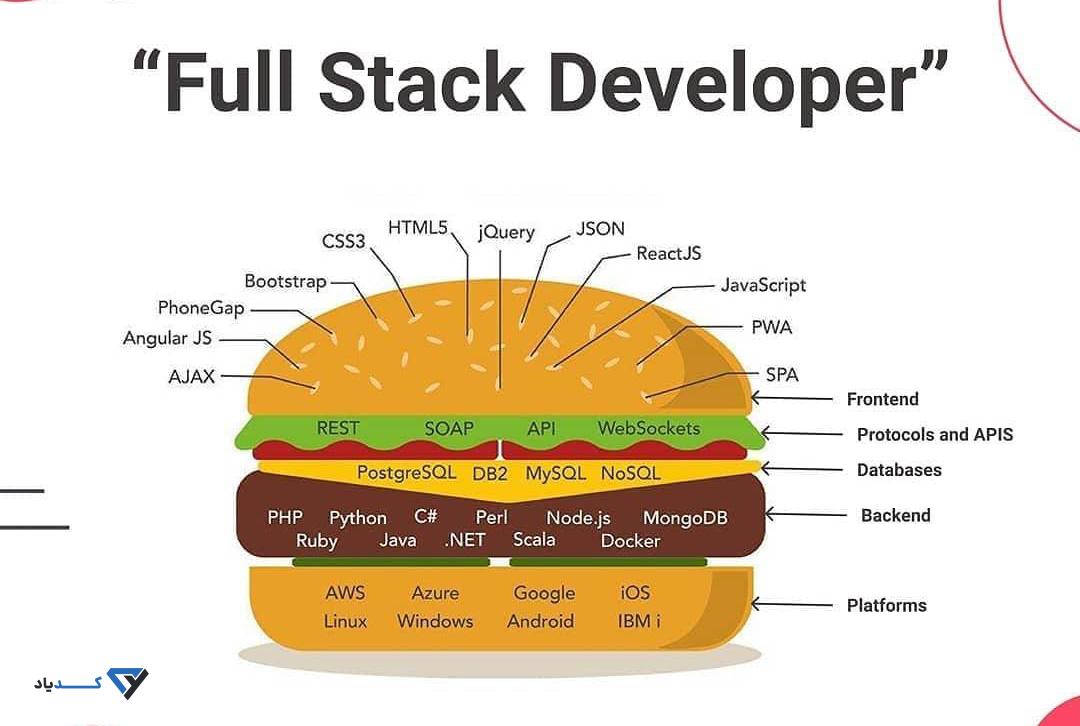 “Full Stack Developer”
HTML5
jQuery
JSON
CSS3
ReactJS
Bootstrap
JavaScript
PhoneGap
PWA
Angular JS
AJAX
SPA
Frontend
REST SOAP API WebSockets
Protocols and APIS
PostgreSQL DB2 MySQL NoSQL
Databases
PHP Python C# Perl Node.js MongoDB
Backend
Ruby Java .NET Scala Docker
AWS Azure Google iOS
Platforms
Linux Windows Android IBM i
کدیاد